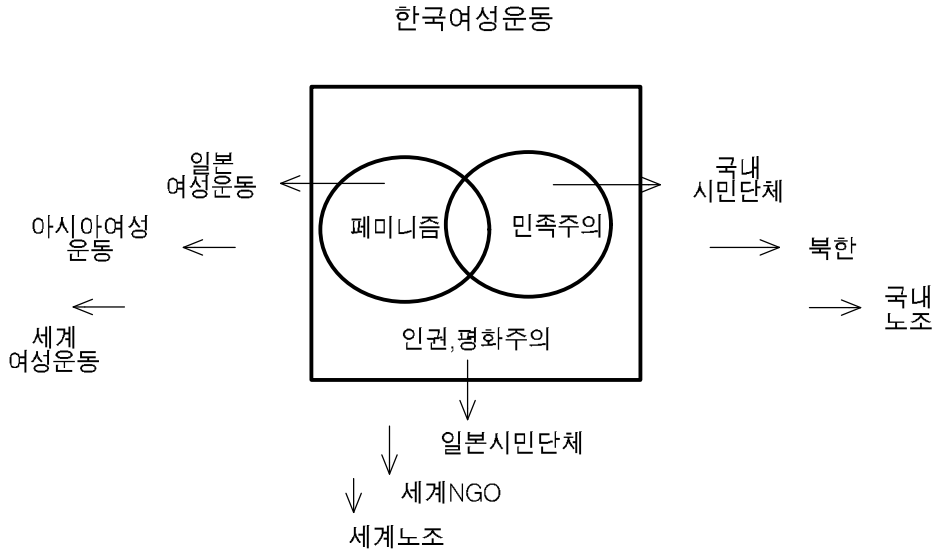 한국여성운동
일본
여성운동
국내
시민단체
아시아여성
운동
페미니즘
민족주의
북한
세계
여성운동
국내
노조
인권,평화주의
일본시민단체
세계NGO
세계노조